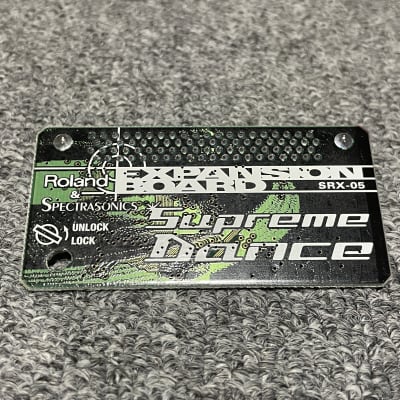 Roland
&
SPECTRASONICS
EXPANSION
BOARD
SRX-05
UNLOCK
LOCK
Supreme
Dance